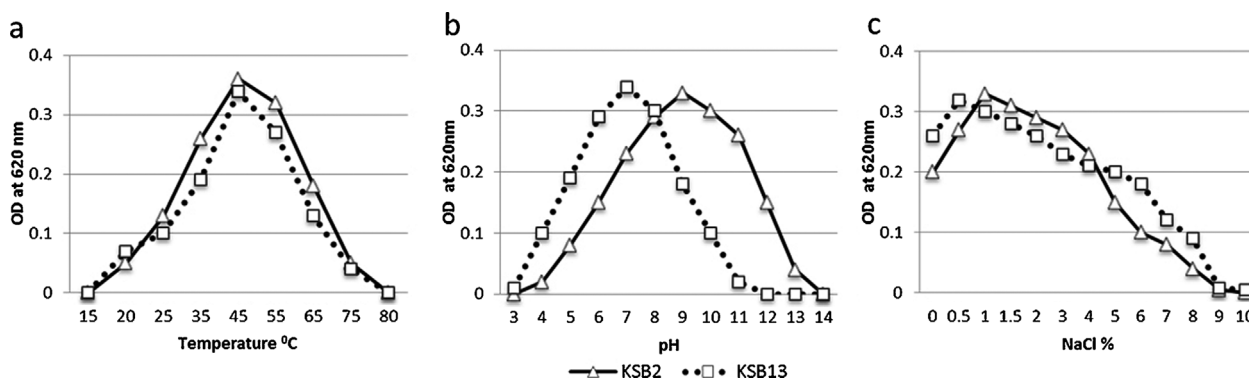 a
0.4
0.3
0.2
0.1
0
OD at 620 nm
15 20 25 35 45 55 65 75 80
Temperature ⁰C
b
0.4
0.3
0.2
0.1
0
OD at 620nm
3 4 5 6 7 8 9 10 11 12 13 14
pH
c
0.4
0.3
0.2
0.1
0
OD at 620nm
0 0.5 1 1.5 2 3 4 5 6 7 8 9 10
NaCl %
KSB2 KSB13